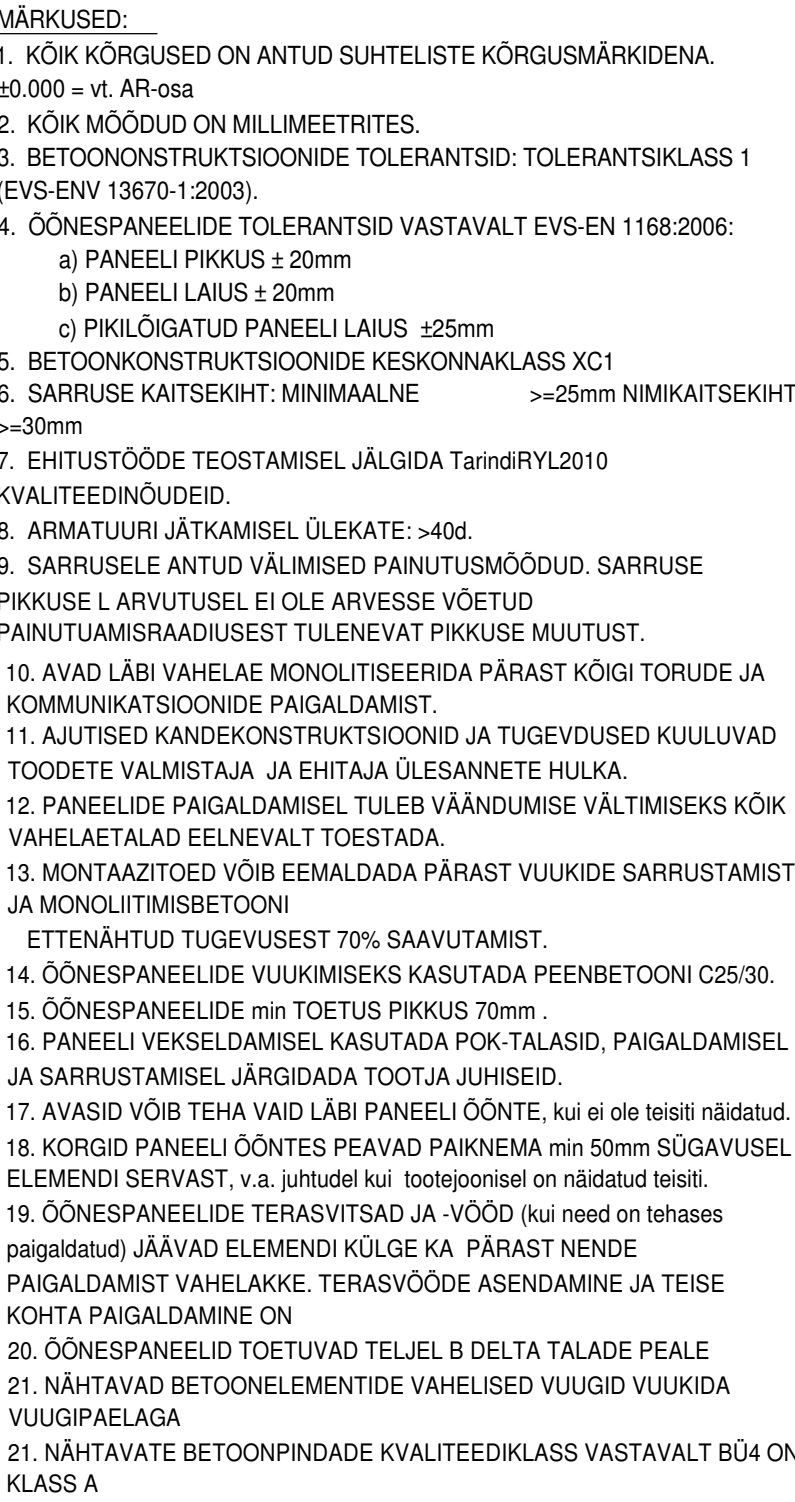 MÄRKUSED:
1. KÕIK KÕRGUSED ON ANTUD SUHTELISTE KÕRGUSMÄRKIDENA.
±0.000 = vt. AR-osa
2. KÕIK MÕÕDUD ON MILLIMEETRITES.
3. BETOONONSTRUKTSIOONIDE TOLERANTSID: TOLERANTSIKLASS 1
(EVS-ENV 13670-1:2003).
4. ÕÕNESPANEELIDE TOLERANTSID VASTAVALT EVS-EN 1168:2006:
a) PANEELI PIKKUS ± 20mm
b) PANEELI LAIUS ± 20mm
c) PIKILÕIGATUD PANEELI LAIUS ±25mm
5. BETOONKONSTRUKTSIOONIDE KESKONNAKLASS XC1
6. SARRUSE KAITSEKIHT: MINIMAALNE >=25mm NIMIKAITSEKIHT
>=30mm
7. EHITUSTÖÖDE TEOSTAMISEL JÄLGIDA TarindiRYL2010
KVALITEEDINÕUDEID.
8. ARMATUURI JÄTKAMISEL ÜLEKATE: >40d.
9. SARRUSELE ANTUD VÄLIMISED PAINUTUSMÕÕDUD. SARRUSE
PIKKUSE L ARVUTUSEL EI OLE ARVESSE VÕETUD
PAINUTUAMISRAADIUSEST TULENEVAT PIKKUSE MUUTUST.
10. AVAD LÄBI VAHELAE MONOLITISEERIDA PÄRAST KÕIGI TORUDE JA
KOMMUNIKATSIOONIDE PAIGALDAMIST.
11. AJUTISED KANDEKONSTRUKTSIOONID JA TUGEVDUSED KUULUVAD
TOODETE VALMISTAJA JA EHITAJA ÜLESANNETE HULKA.
12. PANEELIDE PAIGALDAMISEL TULEB VÄÄNDUMISE VÄLTIMISEKS KÕIK
VAHELAETALAD EELNEVALT TOESTADA.
13. MONTAAZITOED VÕIB EEMALDADA PÄRAST VUUKIDE SARRUSTAMIST
JA MONOLIITIMISBETOONI
ETTENÄHTUD TUGEVUSEST 70% SAAVUTAMIST.
14. ÕÕNESPANEELIDE VUUKIMISEKS KASUTADA PEENBETOONI C25/30.
15. ÕÕNESPANEELIDE min TOETUS PIKKUS 70mm .
16. PANEELI VEKSELDAMISEL KASUTADA POK-TALASID, PAIGALDAMISEL
JA SARRUSTAMISEL JÄRGIDADA TOOTJA JUHISEID.
17. AVASID VÕIB TEHA VAID LÄBI PANEELI ÕÕNTE, kui ei ole teisiti näidatud.
18. KORGID PANEELI ÕÕNTES PEAVAD PAIKNEMA min 50mm SÜGAVUSEL
ELEMENDI SERVAST, v.a. juhtudel kui tootejoonisel on näidatud teisiti.
19. ÕÕNESPANEELIDE TERASVITSAD JA -VÖÖD (kui need on tehases
paigaldatud) JÄÄVAD ELEMENDI KÜLGE KA PÄRAST NENDE
PAIGALDAMIST VAHELAKKE. TERASVÖÖDE ASENDAMINE JA TEISE
KOHTA PAIGALDAMINE ON
20. ÕÕNESPANEELID TOETUVAD TELJEL B DELTA TALADE PEALE
21. NÄHTAVAD BETOONELEMENTIDE VAHELISED VUUGID VUUKIDA
VUUGIPAELAGA
21. NÄHTAVATE BETOONPINDADE KVALITEEDIKLASS VASTAVALT BÜ4 ON
KLASS A